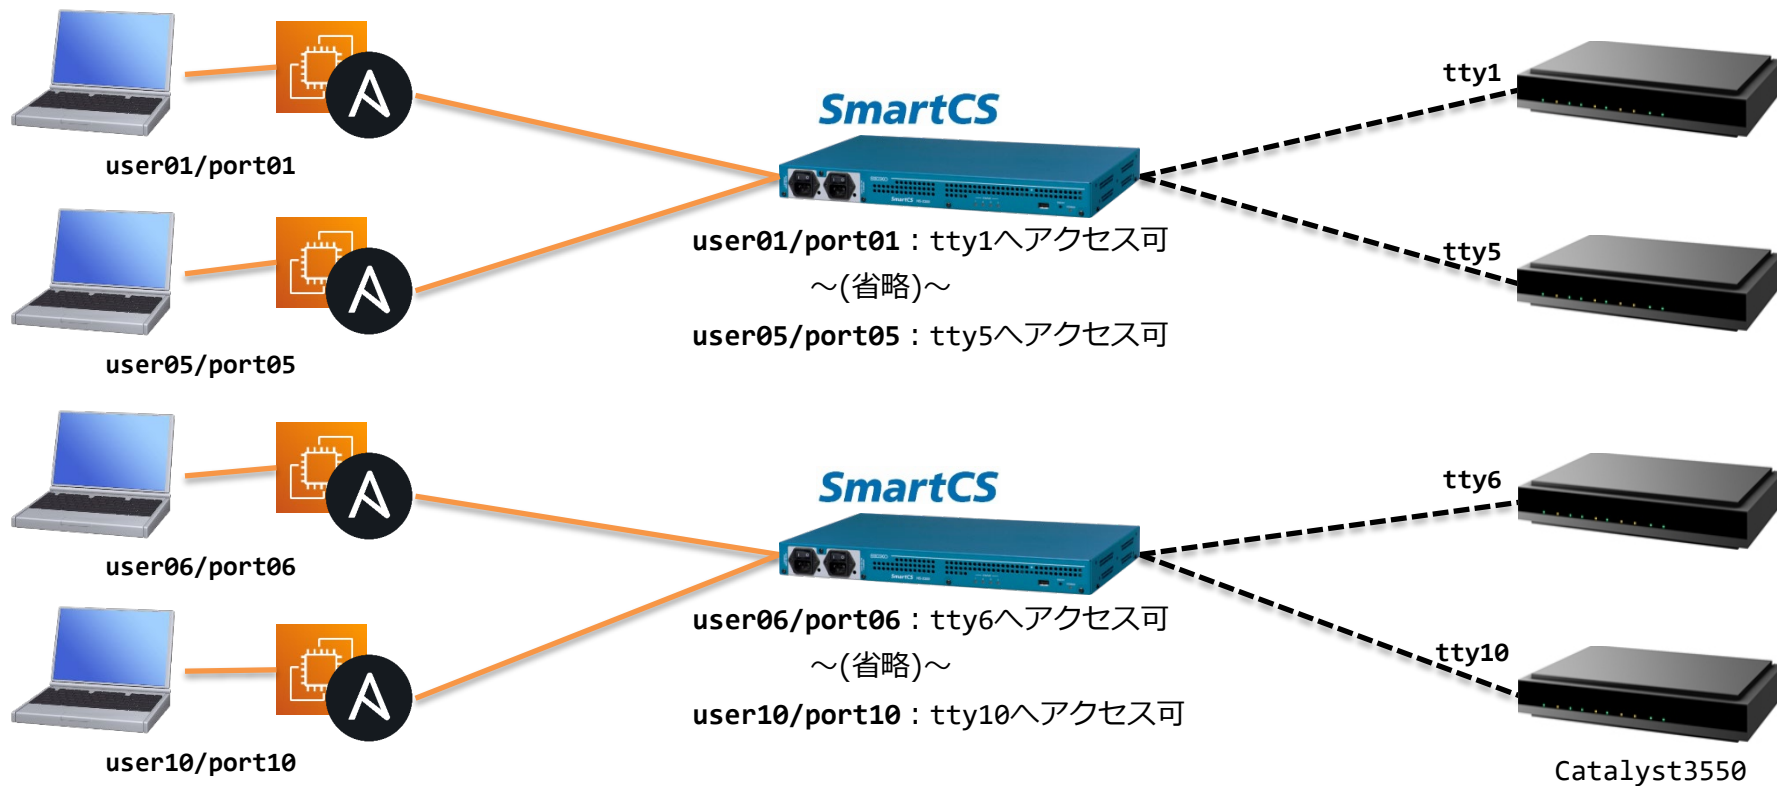 user01/port01
SmartCS
tty1
user01/port01：tty1へアクセス可
～(省略)～
user05/port05：tty5へアクセス可
tty5
user05/port05
user06/port06
SmartCS
tty6
user06/port06：tty6へアクセス可
～(省略)～
user10/port10：tty10へアクセス可
tty10
user10/port10
Catalyst3550